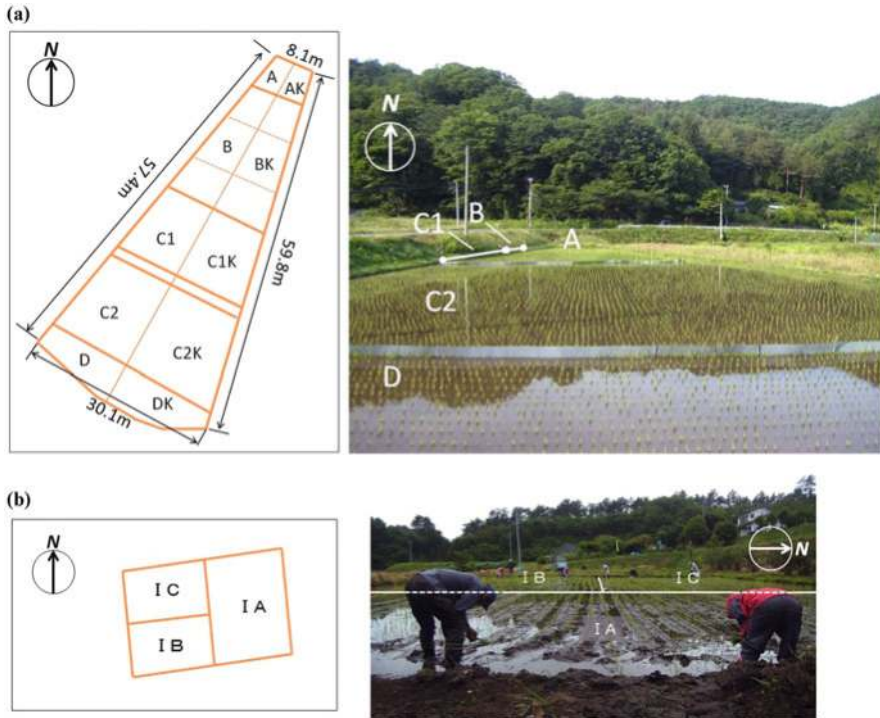 (a)
N
8.1m
A
AK
B
BK
57.4m
59.8m
C1
C1K
C2
C2K
D
DK
30.1m
N
B
C1
A
C2
D
(b)
N
I C
I A
I B
N
I B
I C
I A